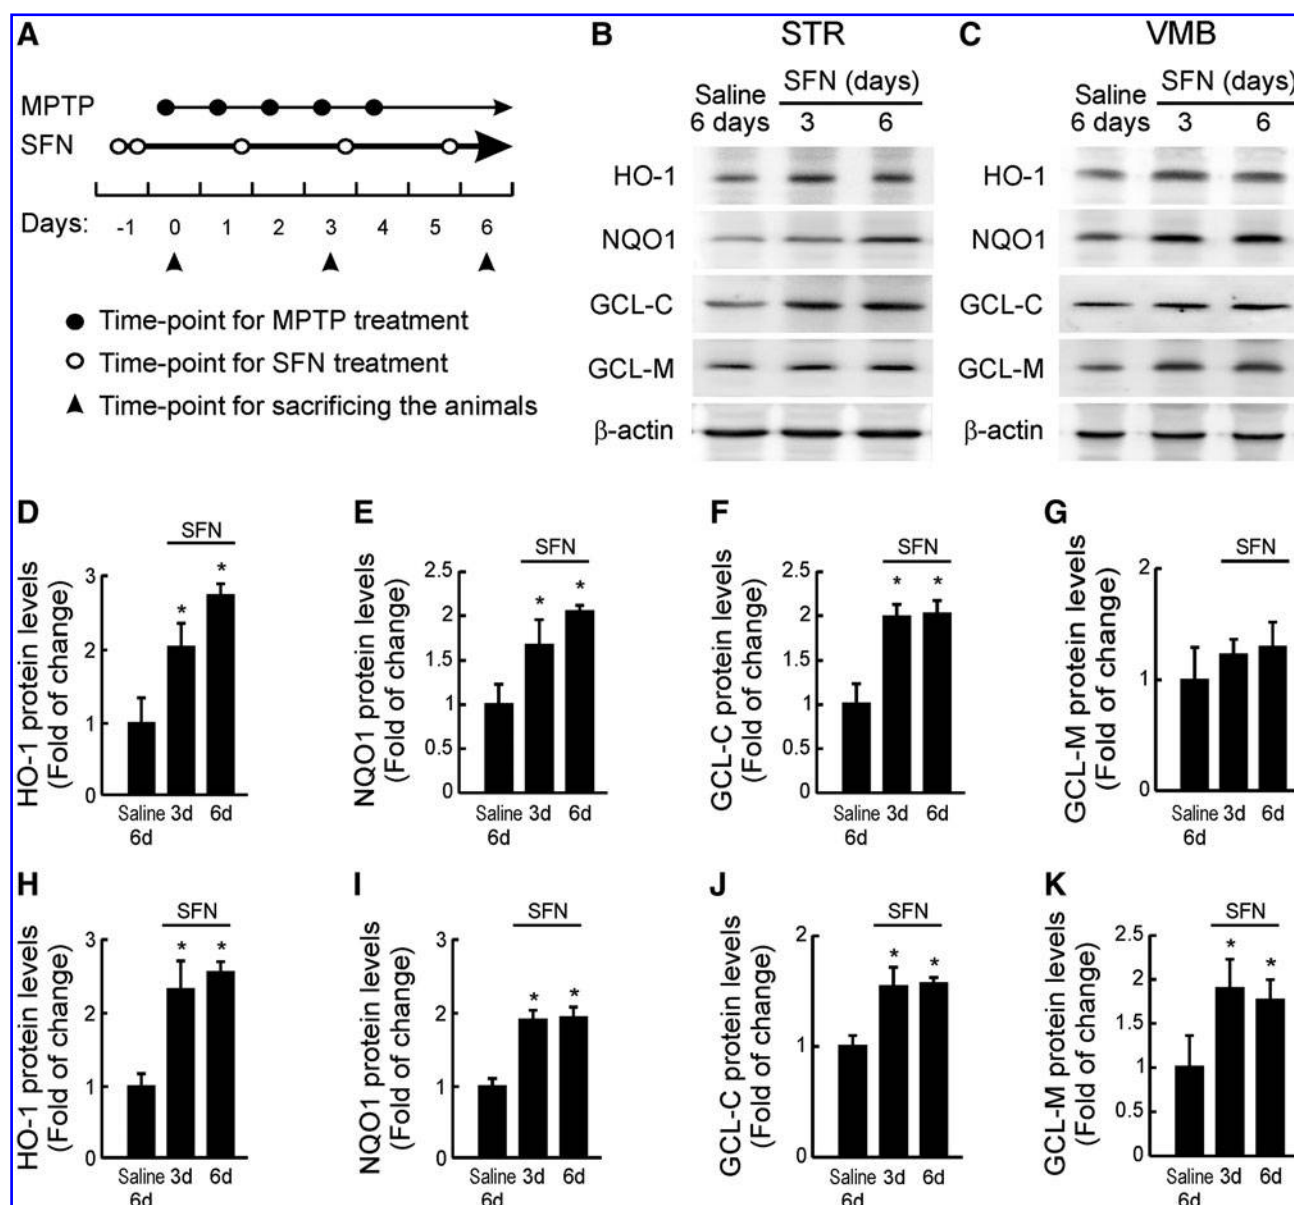 A
MPTP
SFN
Days: -1 0 1 2 3 4 5 6
Time-point for MPTP treatment
Time-point for SFN treatment
Time-point for sacrificing the animals
B STR
Saline SFN (days)
6 days 3 6
HO-1
NQO1
GCL-C
GCL-M
β-actin
C VMB
Saline SFN (days)
6 days 3 6
HO-1
NQO1
GCL-C
GCL-M
β-actin
D
SFN
HO-1 protein levels
(Fold of change)
3
2
1
0
* *
Saline 3d 6d
6d
E
SFN
NQO1 protein levels
(Fold of change)
2.5
2
1
0.5
0
* *
Saline 3d 6d
6d
F
SFN
GCL-C protein levels
(Fold of change)
2.5
2
1
0.5
0
* *
Saline 3d 6d
6d
G
SFN
GCL-M protein levels
(Fold of change)
2
1
0
Saline 3d 6d
6d
H
SFN
HO-1 protein levels
(Fold of change)
3
2
1
0
* *
Saline 3d 6d
6d
I
SFN
NQO1 protein levels
(Fold of change)
3
2
1
0
* *
Saline 3d 6d
6d
J
SFN
GCL-C protein levels
(Fold of change)
2
1
0
* *
Saline 3d 6d
6d
K
SFN
GCL-M protein levels
(Fold of change)
2.5
2
1
0.5
0
* *
Saline 3d 6d
6d